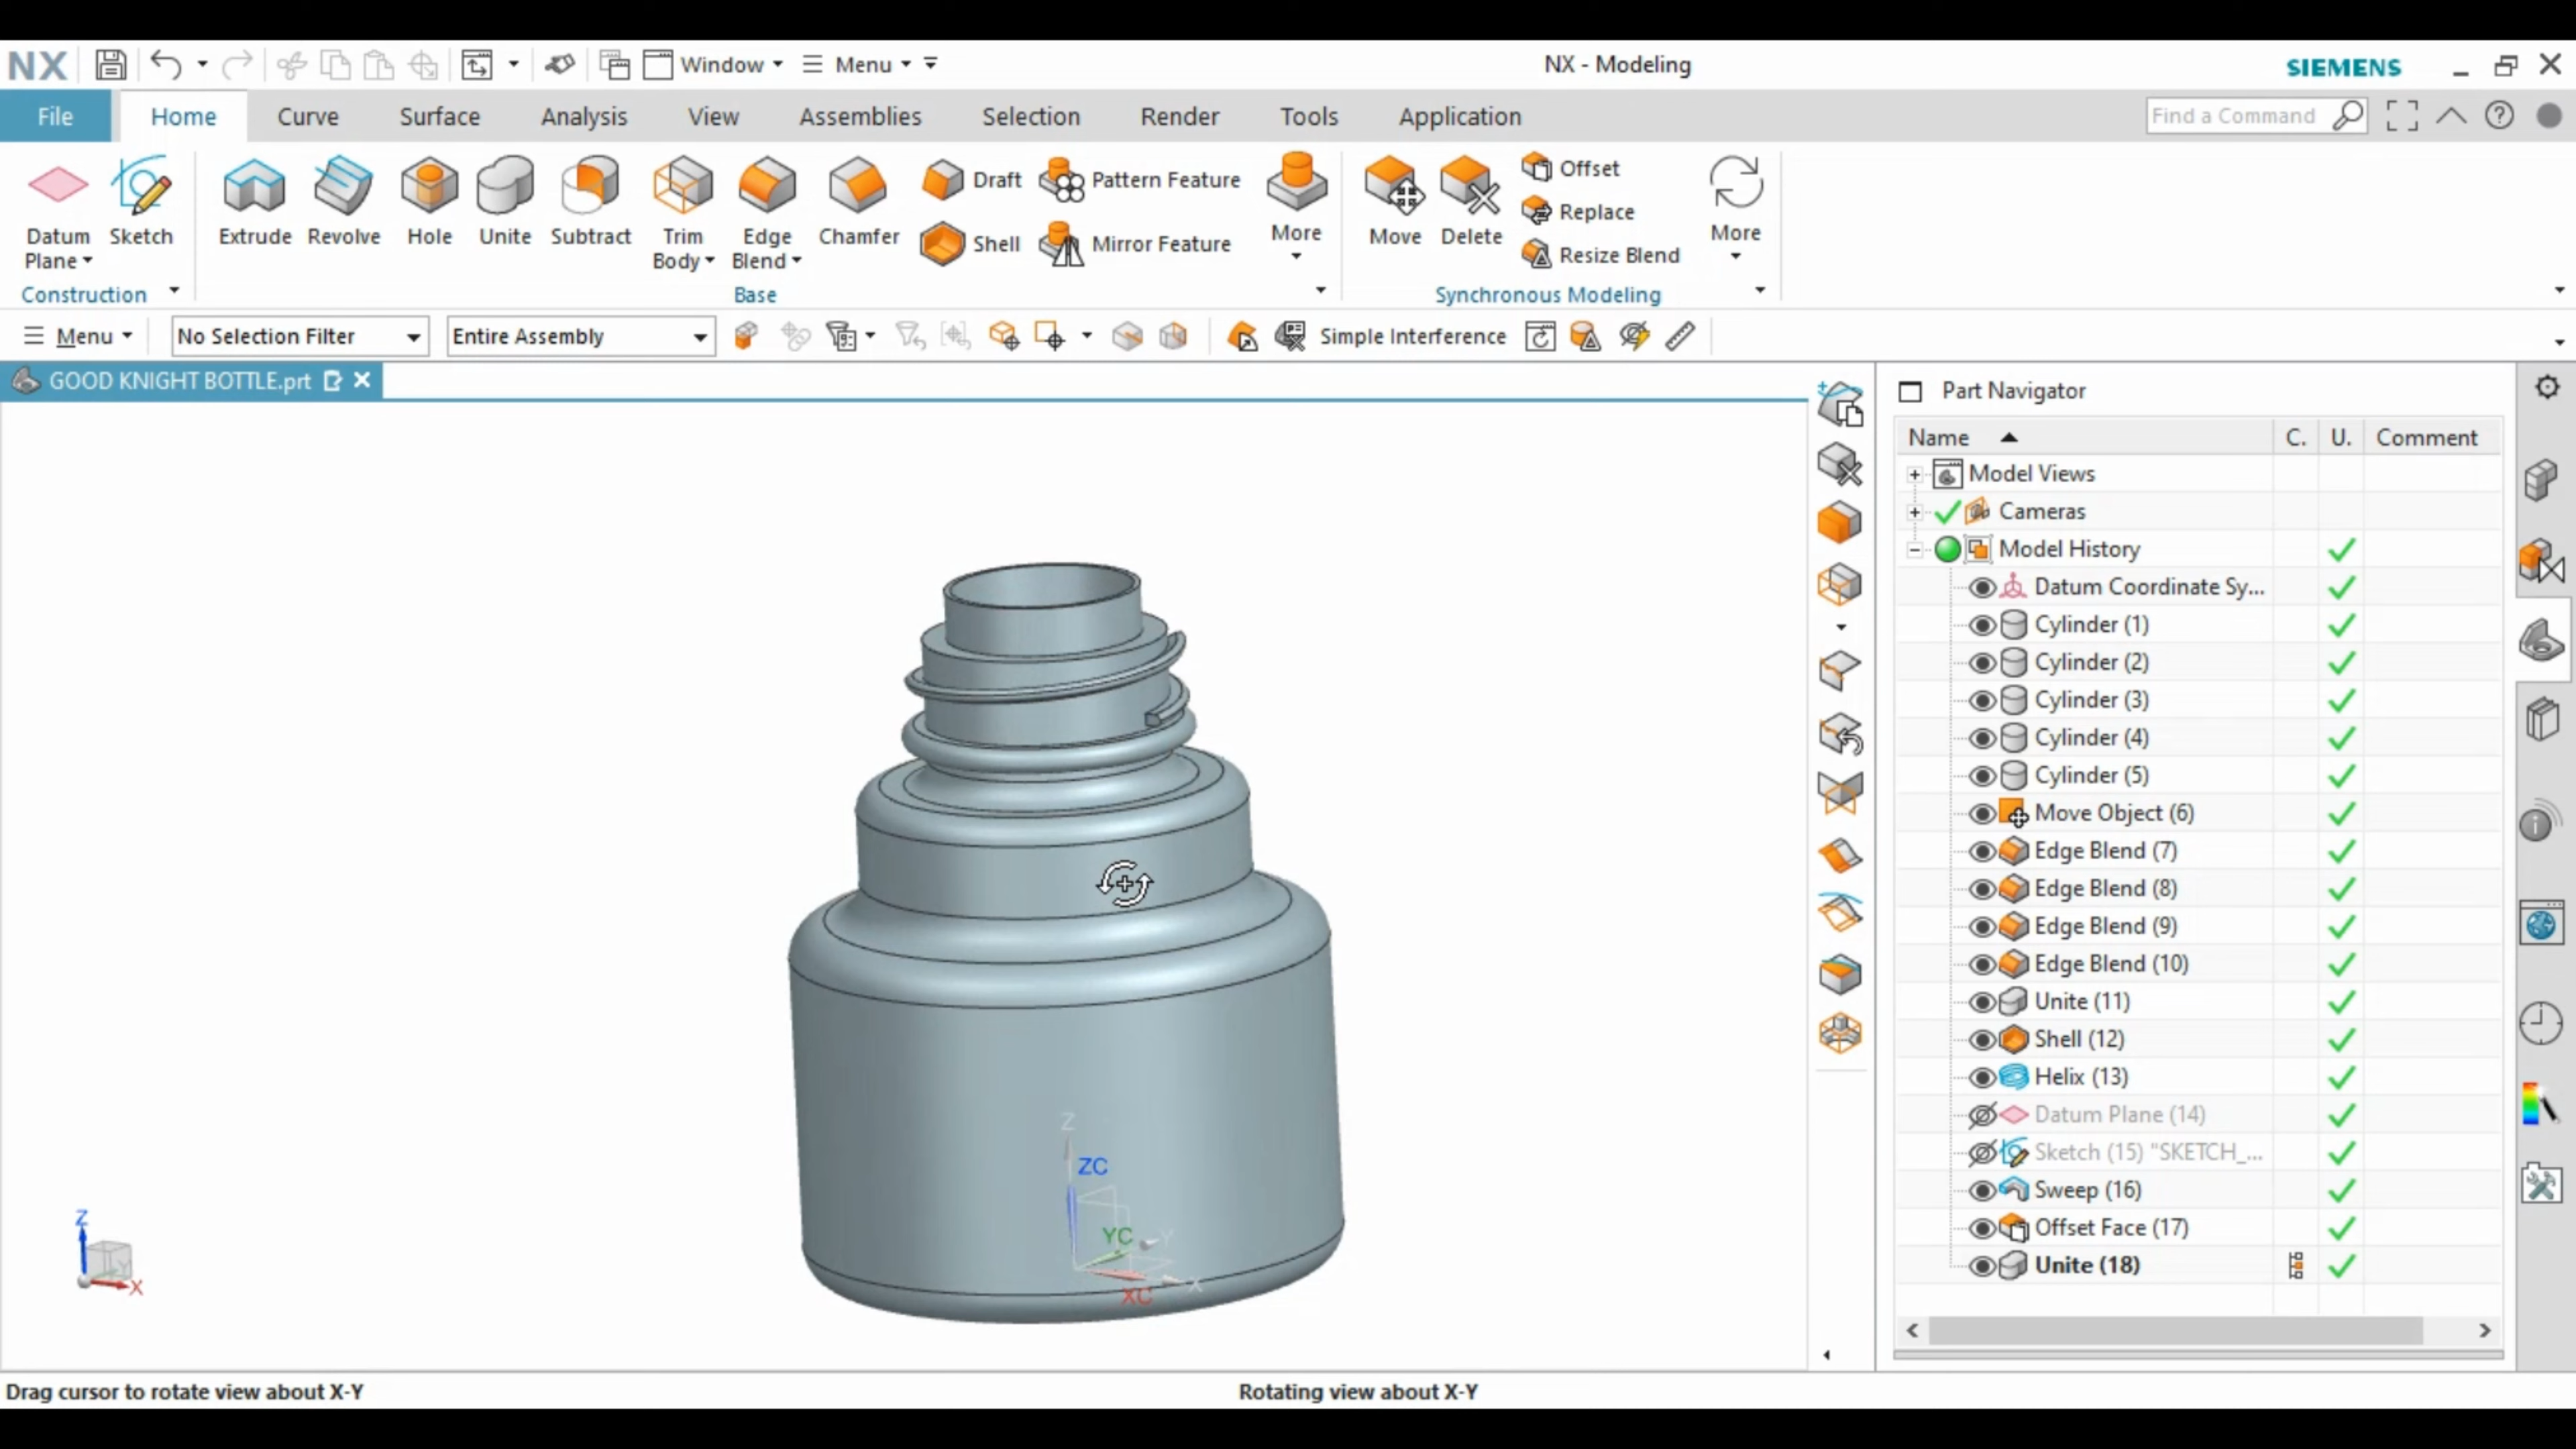 NX Window Menu NX - Modeling SIEMENS
File Home Curve Surface Analysis View Assemblies Selection Render Tools Application Find a Command
Datum Plane Sketch Extrude Revolve Hole Unite Subtract Trim Body Edge Blend Chamfer Draft Shell Pattern Feature Mirror Feature More Move Delete Offset Replace Resize Blend More
Construction Base Synchronous Modeling
Menu No Selection Filter Entire Assembly Simple Interference
GOOD KNIGHT BOTTLE.prt
Part Navigator
Name C. U. Comment
Model Views
Cameras
Model History
Datum Coordinate Sy...
Cylinder (1)
Cylinder (2)
Cylinder (3)
Cylinder (4)
Cylinder (5)
Move Object (6)
Edge Blend (7)
Edge Blend (8)
Edge Blend (9)
Edge Blend (10)
Unite (11)
Shell (12)
Helix (13)
Datum Plane (14)
Sketch (15) "SKETCH_...
Sweep (16)
Offset Face (17)
Unite (18)
Z
ZC
YC Y
XC X
Z
Y
X
Drag cursor to rotate view about X-Y Rotating view about X-Y